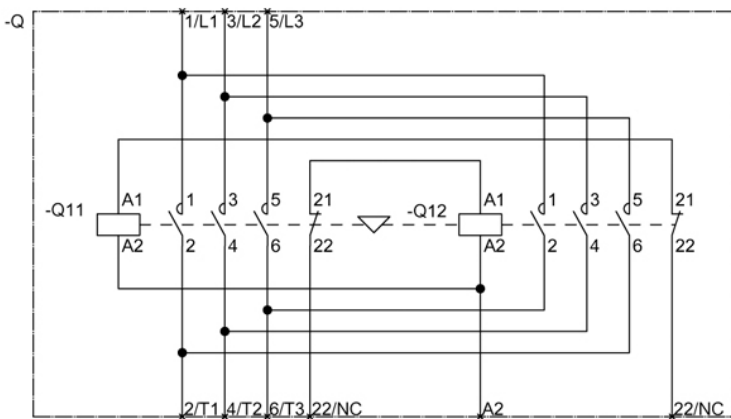 -Q 1/L1 3/L2 5/L3
A1 1 3 5 21 A1 1 3 5 21
-Q11 -Q12
A2 2 4 6 22 A2 2 4 6 22
2/T1 4/T2 6/T3 22/NC A2 22/NC